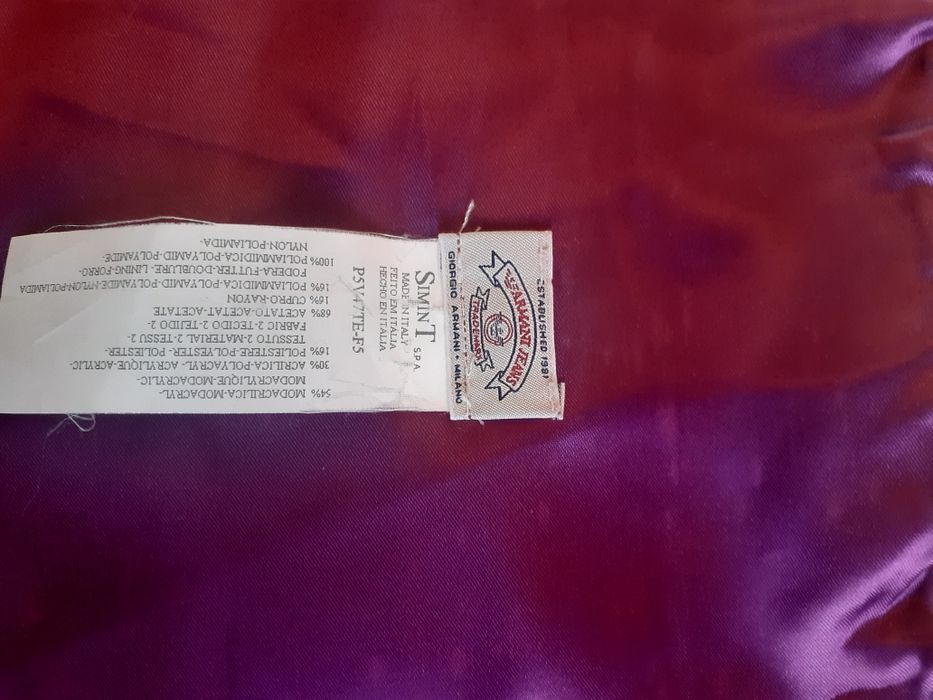 SIMINT S.P.A.
MADE IN ITALY
FEITO EM ITALIA
HECHO EN ITALIA
P5V47TE-F5
54% MODACRILICA-MODACRYL-
MODACRYLIQUE-MODACRYLIC-
30% ACRILICA-POLYACRYL- ACRYLIQUE-ACRYLIC-
16% POLIESTERE-POLYESTER- POLIESTER-
TESSUTO 2-MATERIAL 2-TESSU 2-
FABRIC 2-TECIDO 2-TEJIDO 2-
68% ACETATO-ACETAT-ACETATE
16% CUPRO-RAYON
16% POLIAMMIDICA-POLYAMID-POLYAMIDE-NYLON-POLIAMIDA
FODERA-FUTTER-DOUBLURE- LINING-FORRO-
100% POLIAMMIDICA-POLYAMID-POLYAMIDE-
NYLON-POLIAMIDA-
ESTABLISHED 1981
ARMANI JEANS
TRADEMARK
GIORGIO ARMANI • MILANO